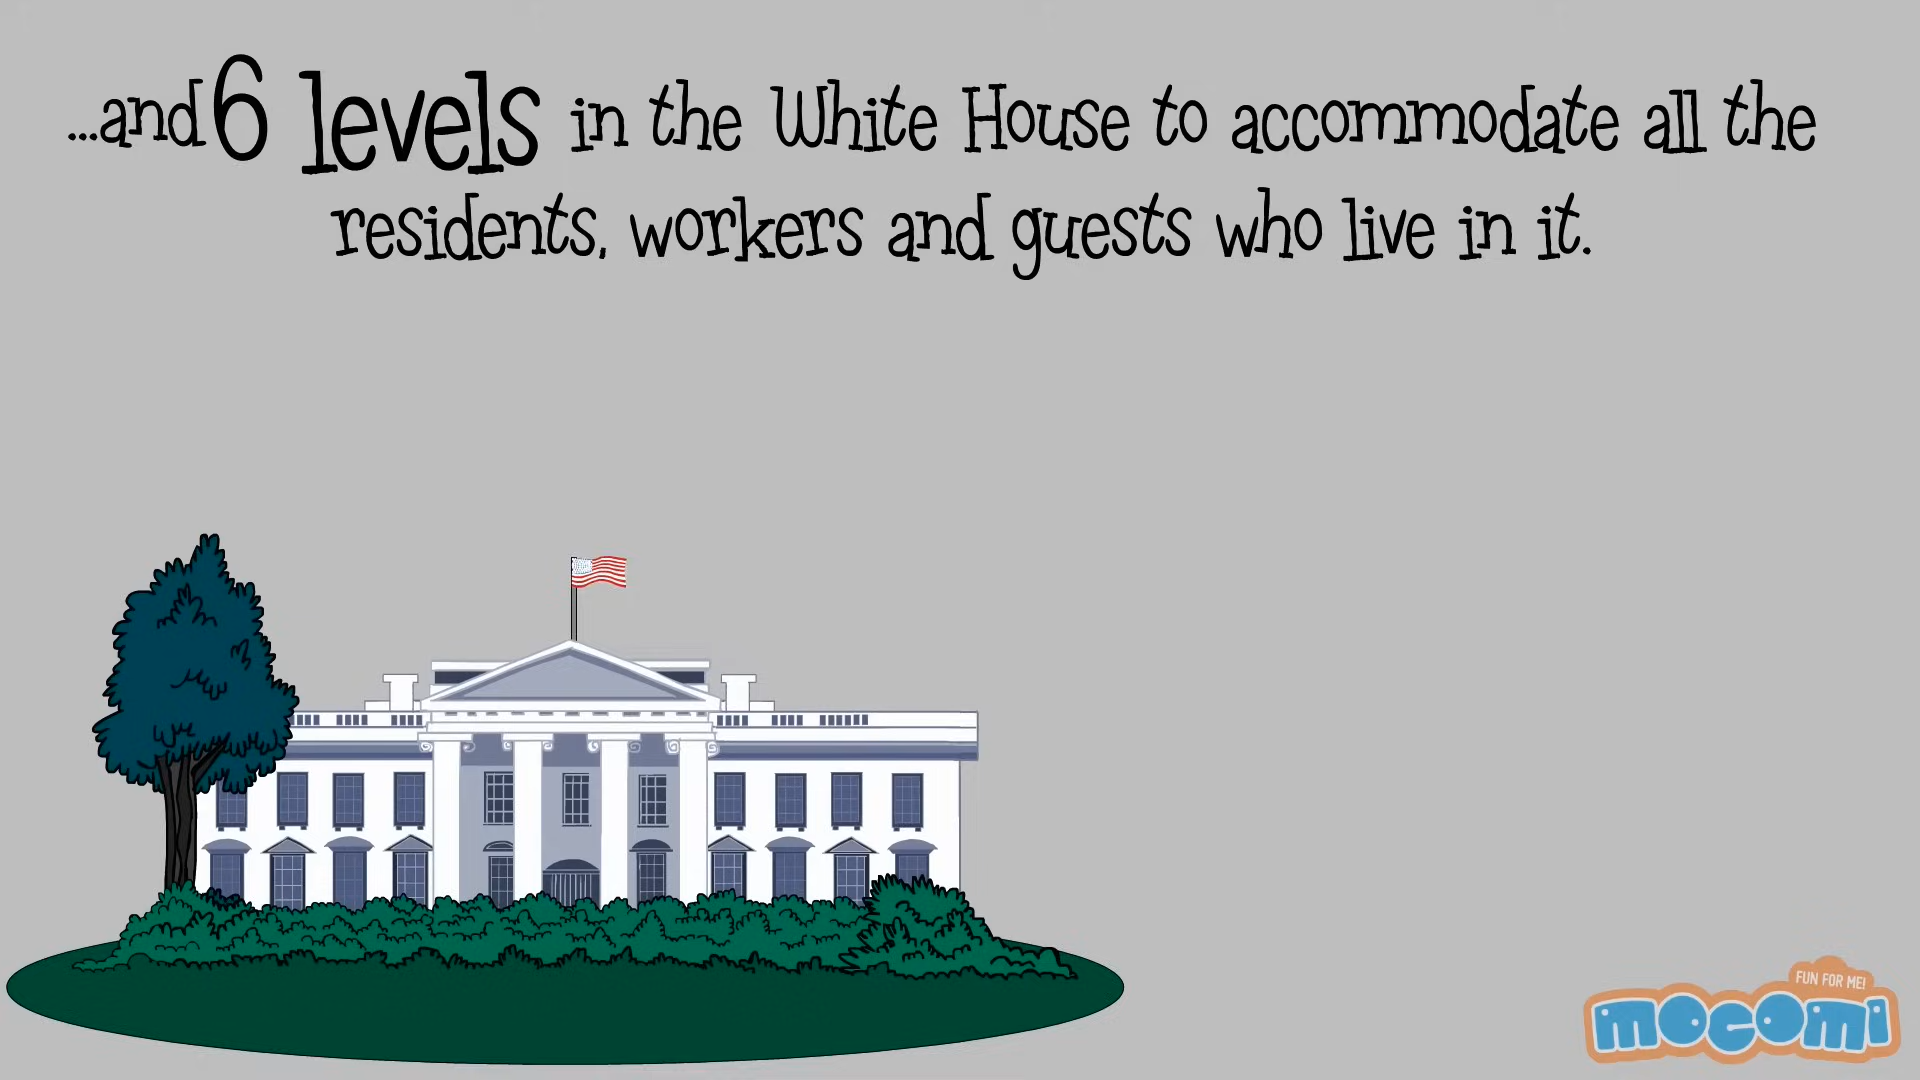 ...and 6 levels in the White House to accommodate all the
residents, workers and guests who live in it.
FUN FOR ME!
mocomi